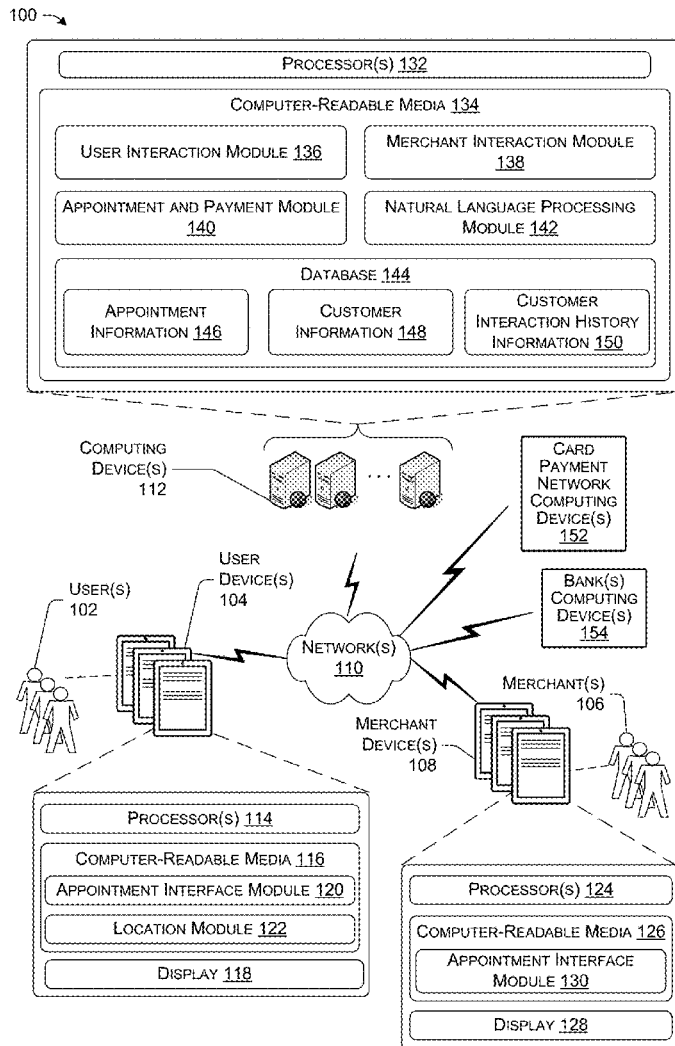 100
PROCESSOR(S) 132
COMPUTER-READABLE MEDIA 134
USER INTERACTION MODULE 136
MERCHANT INTERACTION MODULE
138
APPOINTMENT AND PAYMENT MODULE
140
NATURAL LANGUAGE PROCESSING
MODULE 142
DATABASE 144
APPOINTMENT
INFORMATION 146
CUSTOMER
INFORMATION 148
CUSTOMER
INTERACTION HISTORY
INFORMATION 150
COMPUTING
DEVICE(S)
112
...
CARD
PAYMENT
NETWORK
COMPUTING
DEVICE(S)
152
USER(S)
102
USER
DEVICE(S)
104
NETWORK(S)
110
BANK(S)
COMPUTING
DEVICE(S)
154
MERCHANT(S)
106
MERCHANT
DEVICE(S)
108
PROCESSOR(S) 114
COMPUTER-READABLE MEDIA 116
APPOINTMENT INTERFACE MODULE 120
LOCATION MODULE 122
DISPLAY 118
PROCESSOR(S) 124
COMPUTER-READABLE MEDIA 126
APPOINTMENT INTERFACE
MODULE 130
DISPLAY 128